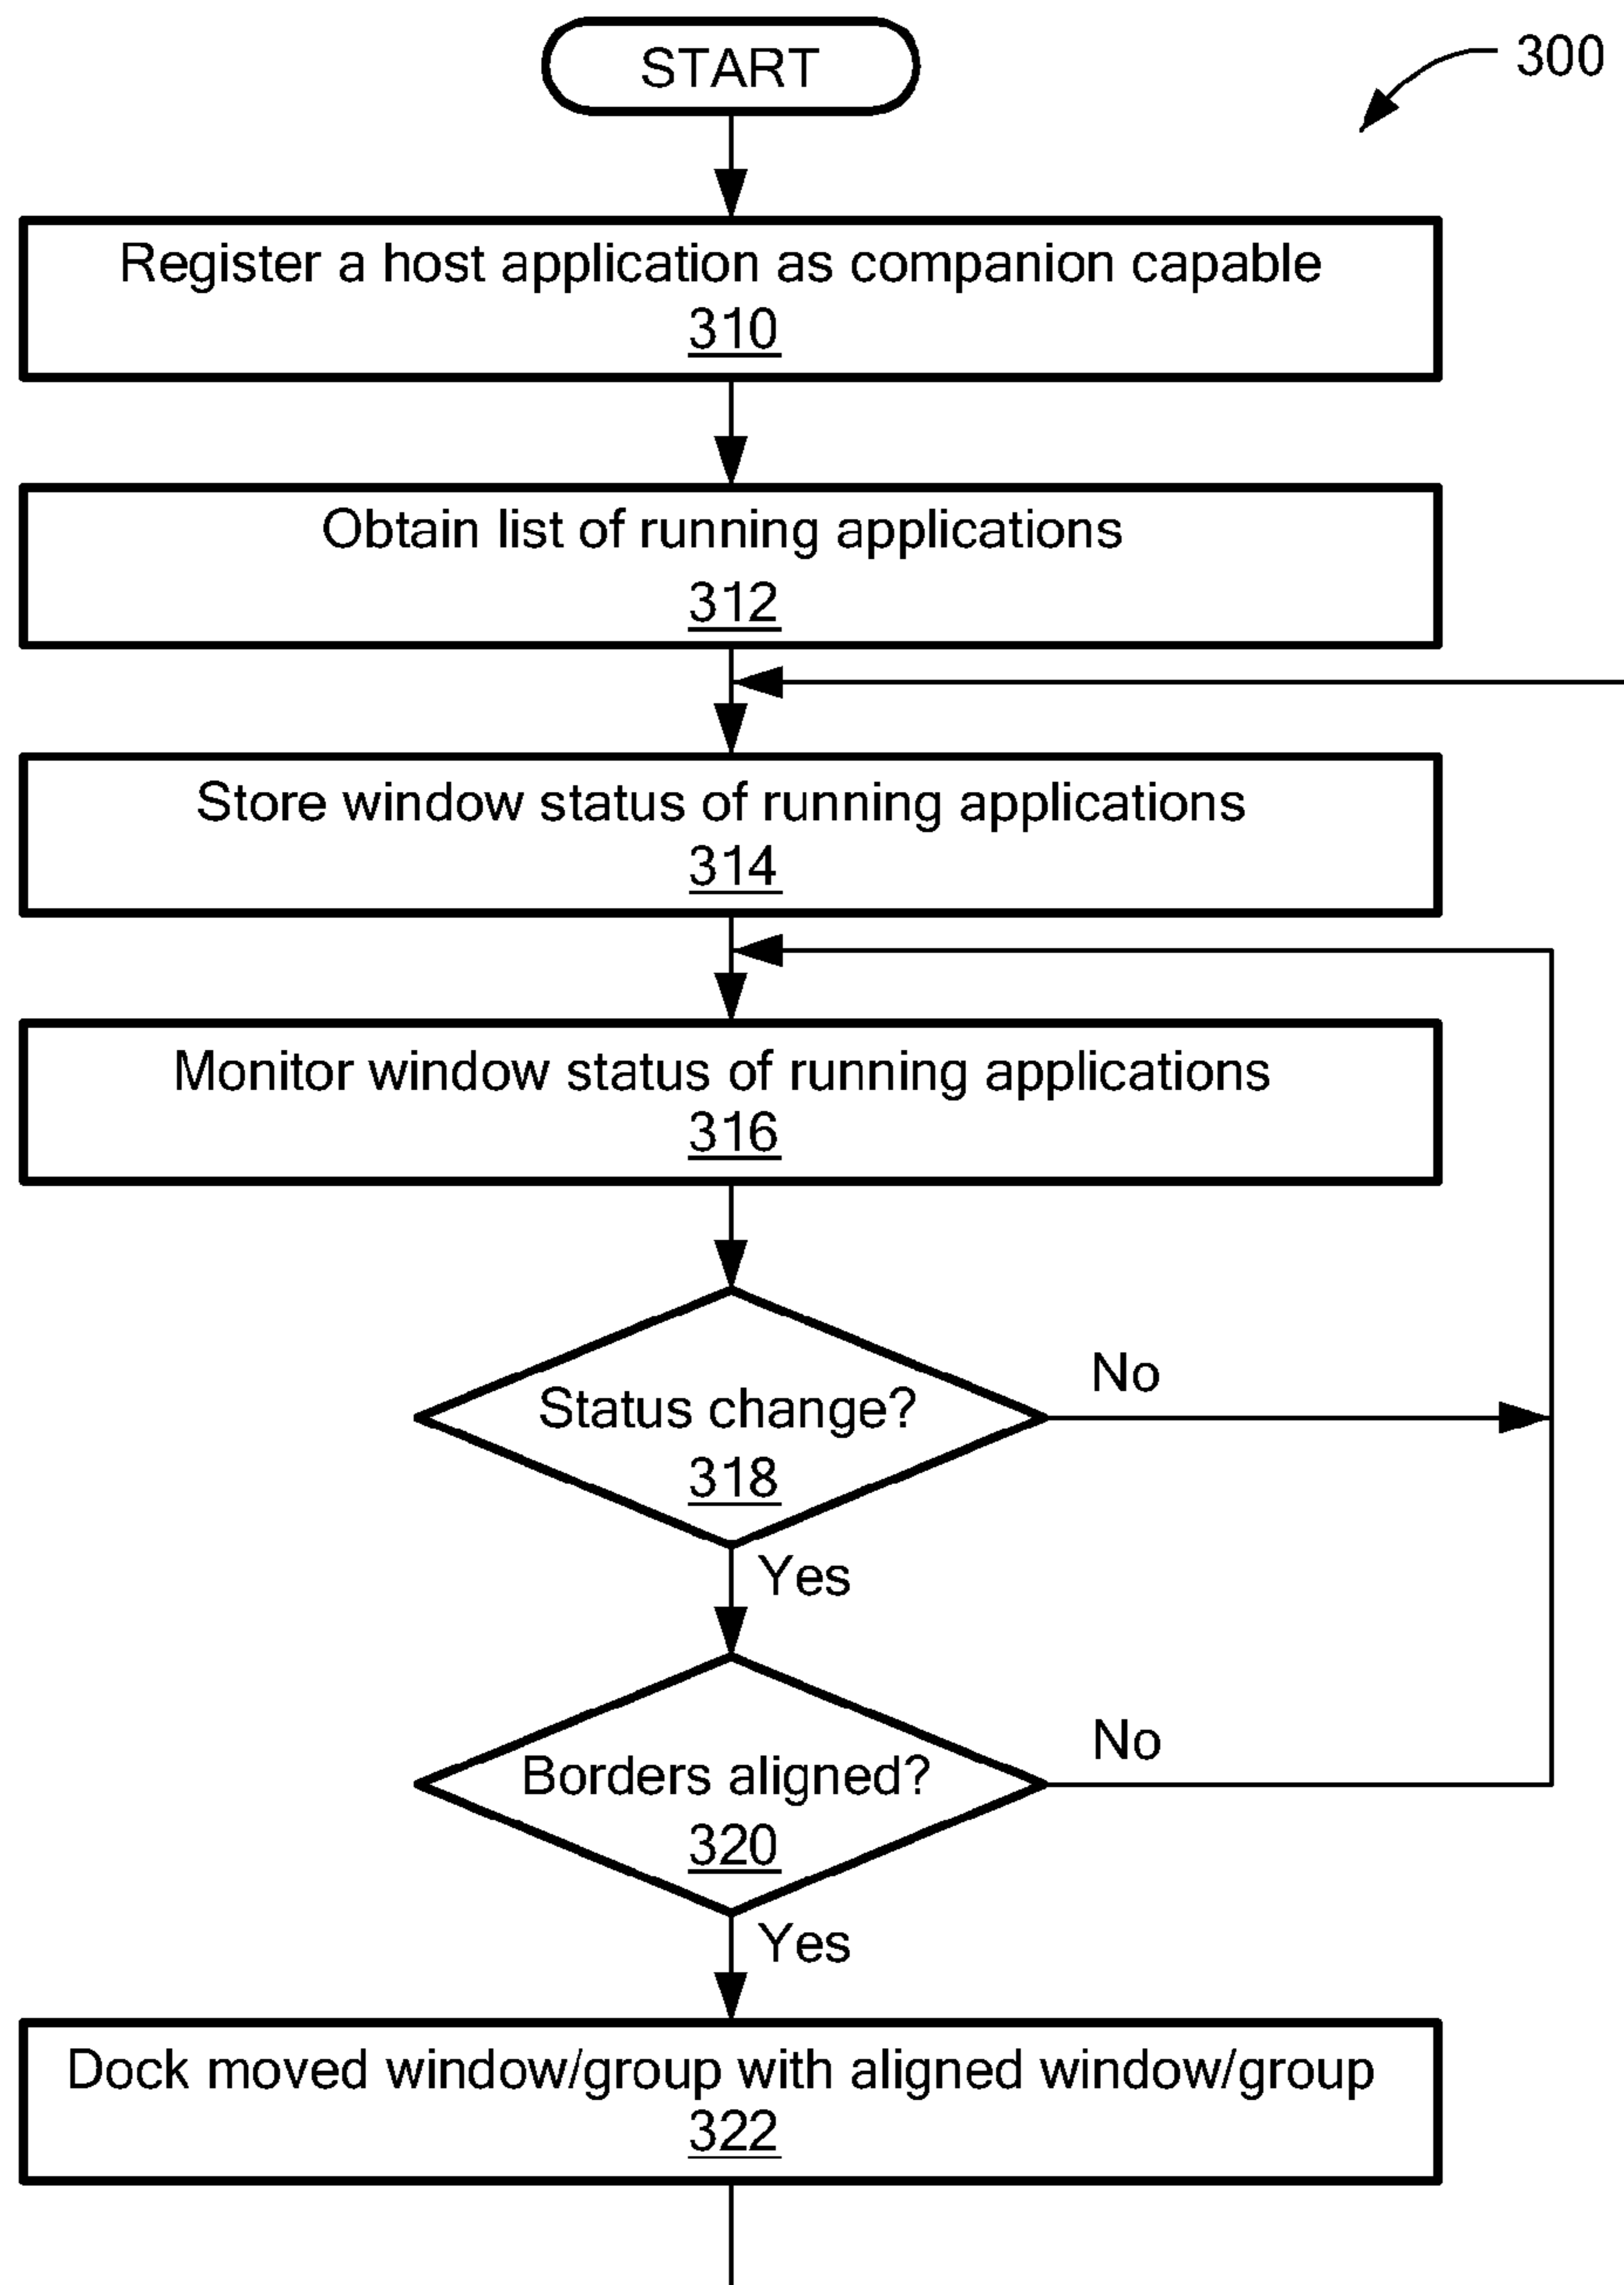 START
300
Register a host application as companion capable
310
Obtain list of running applications
312
Store window status of running applications
314
Monitor window status of running applications
316
Status change?
318
No
Yes
Borders aligned?
320
No
Yes
Dock moved window/group with aligned window/group
322